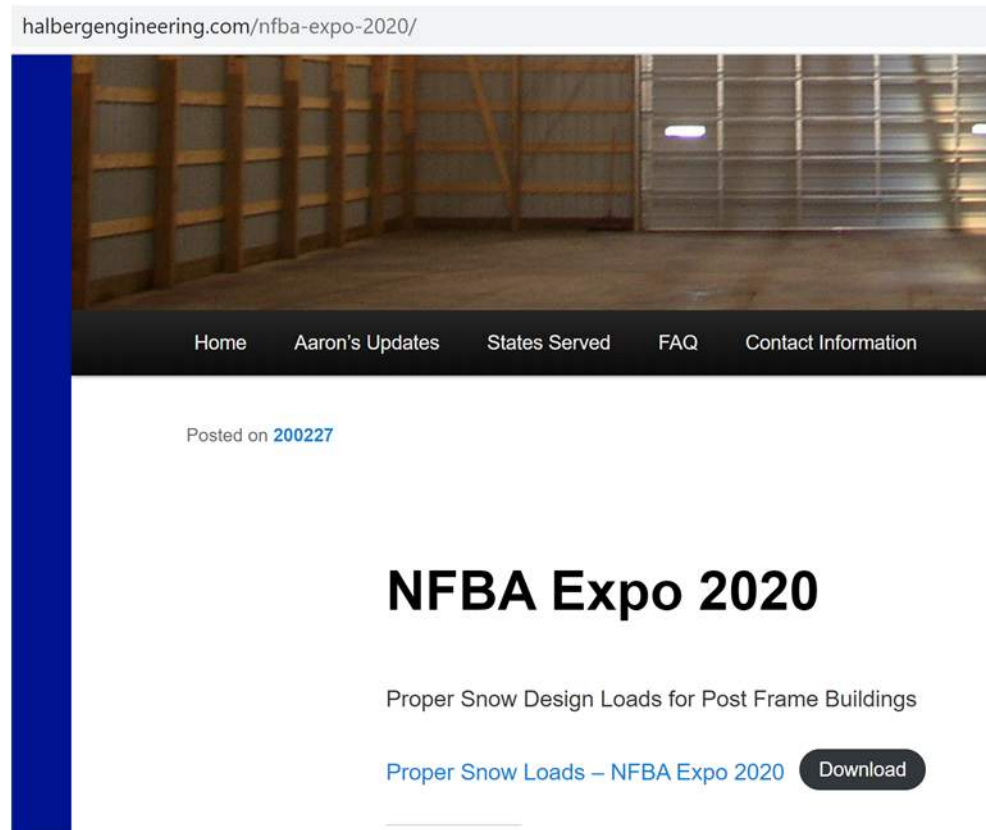 halbergengineering.com/nfba-expo-2020/
Home Aaron's Updates States Served FAQ Contact Information
Posted on 200227
NFBA Expo 2020
Proper Snow Design Loads for Post Frame Buildings
Proper Snow Loads – NFBA Expo 2020 Download